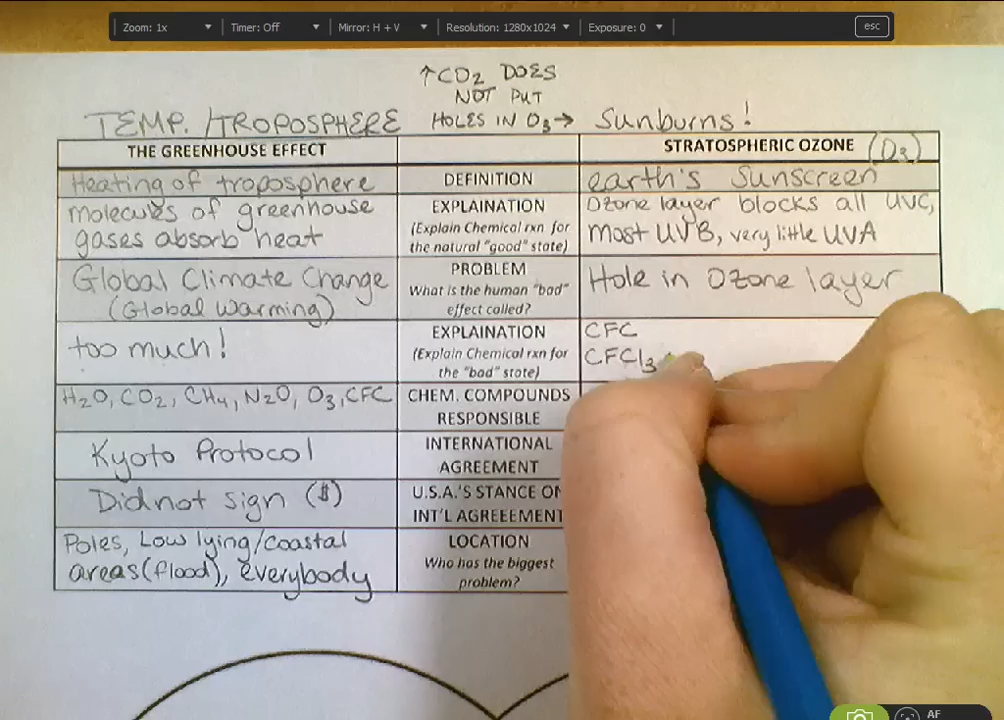 Zoom: 1x Timer: Off Mirror: H + V Resolution: 1280x1024 Exposure: 0 esc
↑CO2 DOES
NOT PUT
TEMP. /TROPOSPHERE HOLES IN O3→ Sunburns!
THE GREENHOUSE EFFECT STRATOSPHERIC OZONE (O3)
Heating of troposphere DEFINITION earth's Sunscreen
molecules of greenhouse EXPLAINATION Ozone layer blocks all UVC,
gases absorb heat (Explain Chemical rxn for most UVB, very little UVA
the natural "good" state)
Global Climate Change PROBLEM Hole in Ozone layer
(Global Warming) What is the human "bad"
effect called?
too much! EXPLAINATION CFC
(Explain Chemical rxn for CFCl3
the "bad" state)
H2O, CO2, CH4, N2O, O3, CFC CHEM. COMPOUNDS
RESPONSIBLE
Kyoto Protocol INTERNATIONAL
AGREEMENT
Did not sign ($) U.S.A.'S STANCE ON
INT'L AGREEEMENT
Poles, Low lying/coastal LOCATION
areas(flood), everybody Who has the biggest
problem?
AF